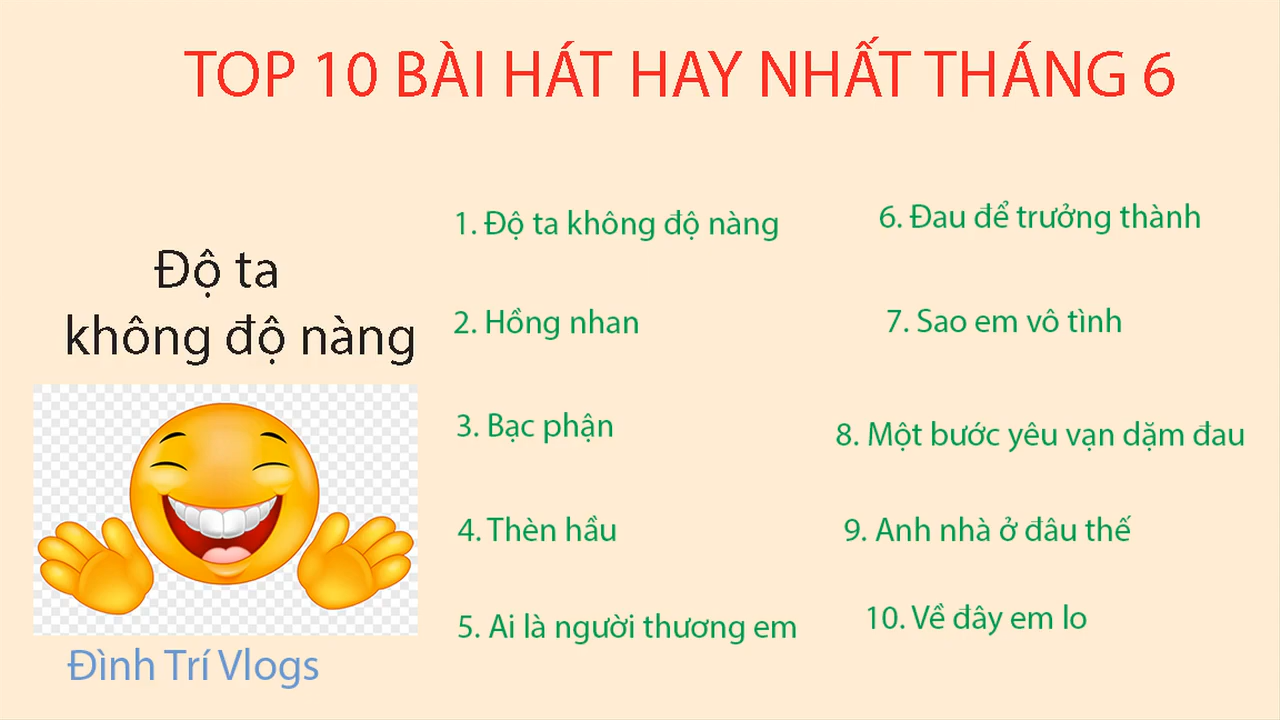 TOP 10 BÀI HÁT HAY NHẤT THÁNG 6
Độ ta
không độ nàng
Đình Trí Vlogs
1. Độ ta không độ nàng
2. Hồng nhan
3. Bạc phận
4. Thèn hầu
5. Ai là người thương em
6. Đau để trưởng thành
7. Sao em vô tình
8. Một bước yêu vạn dặm đau
9. Anh nhà ở đâu thế
10. Về đây em lo